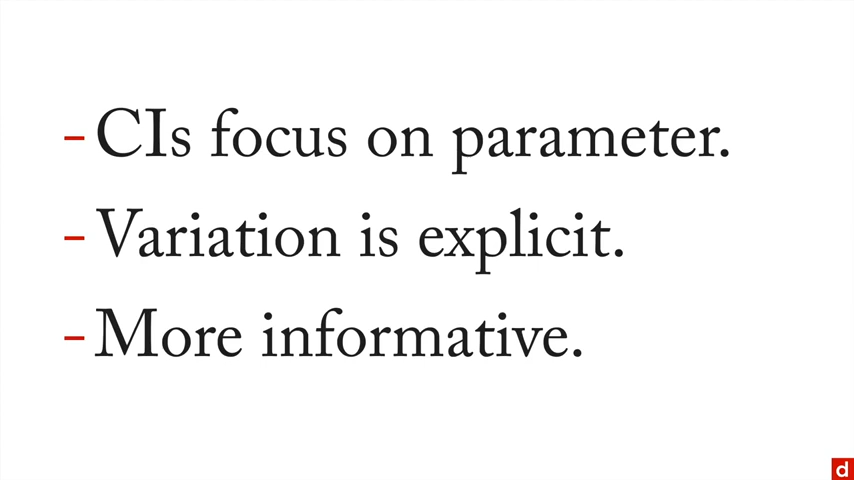 - CIs focus on parameter.
- Variation is explicit.
- More informative.
d